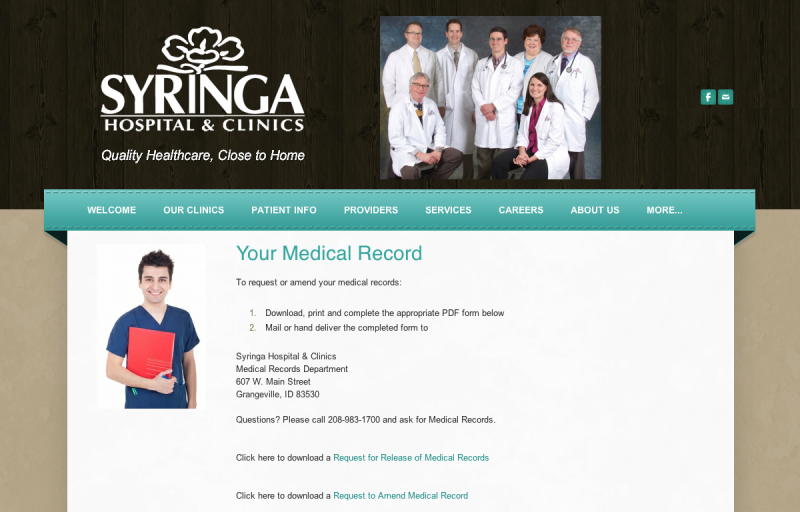 SYRINGA
HOSPITAL & CLINICS
Quality Healthcare, Close to Home
WELCOME OUR CLINICS PATIENT INFO PROVIDERS SERVICES CAREERS ABOUT US MORE...
Your Medical Record
To request or amend your medical records:
1. Download, print and complete the appropriate PDF form below
2. Mail or hand deliver the completed form to
Syringa Hospital & Clinics
Medical Records Department
607 W. Main Street
Grangeville, ID 83530
Questions? Please call 208-983-1700 and ask for Medical Records.
Click here to download a Request for Release of Medical Records
Click here to download a Request to Amend Medical Record